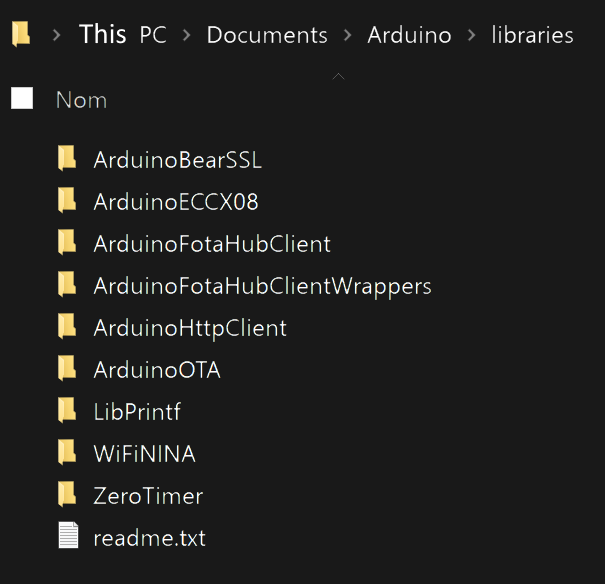 This PC > Documents > Arduino > libraries
Nom
ArduinoBearSSL
ArduinoECCX08
ArduinoFotaHubClient
ArduinoFotaHubClientWrappers
ArduinoHttpClient
ArduinoOTA
LibPrintf
WiFiNINA
ZeroTimer
readme.txt